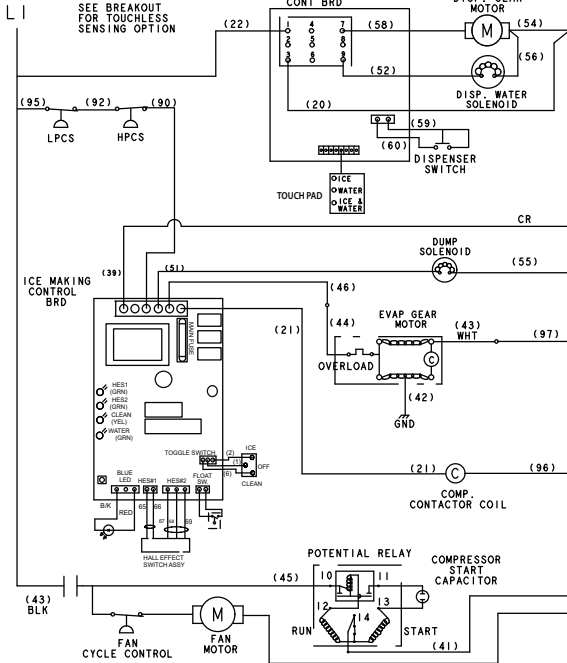 L1
SEE BREAKOUT
FOR TOUCHLESS
SENSING OPTION
CONT BRD
DISP. GEAR
MOTOR
(22)
(58)
(54)
1 4 7
2 5 8
3 6 9
M
(56)
(52)
DISP. WATER
SOLENOID
(95) (92) (90)
(20)
(59)
(60)
LPCS HPCS
DISPENSER
SWITCH
TOUCH PAD
ICE
WATER
ICE &
WATER
CR
DUMP
SOLENOID
(39)
(51)
(55)
ICE MAKING
CONTROL
BRD
(46)
EVAP GEAR
MOTOR
(21)
(44)
(43)
WHT
(97)
MAIN FUSE
OVERLOAD
C
(42)
GND
HES1
(GRN)
HES2
(GRN)
CLEAN
(YEL)
WATER
(GRN)
TOGGLE SWITCH
(2)
(1)
(6)
ICE
OFF
CLEAN
BLUE
LED
HES#1
HES#2
FLOAT
SW.
(21)
C
(96)
COMP.
CONTACTOR COIL
B/K
RED
65 66
67 68 69
HALL EFFECT
SWITCH ASSY
POTENTIAL RELAY
COMPRESSOR
START
CAPACITOR
(45)
10 11
12 13
14
(43)
BLK
M
FAN
CYCLE CONTROL
FAN
MOTOR
RUN
START
(41)